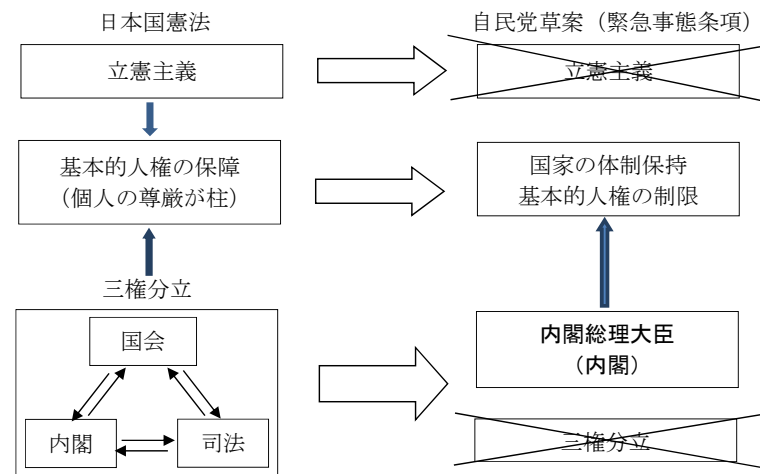 日本国憲法
自民党草案（緊急事態条項）
立憲主義
立憲主義
基本的人権の保障
（個人の尊厳が柱）
国家の体制保持
基本的人権の制限
三権分立
国会
内閣
司法
内閣総理大臣
（内閣）
三権分立